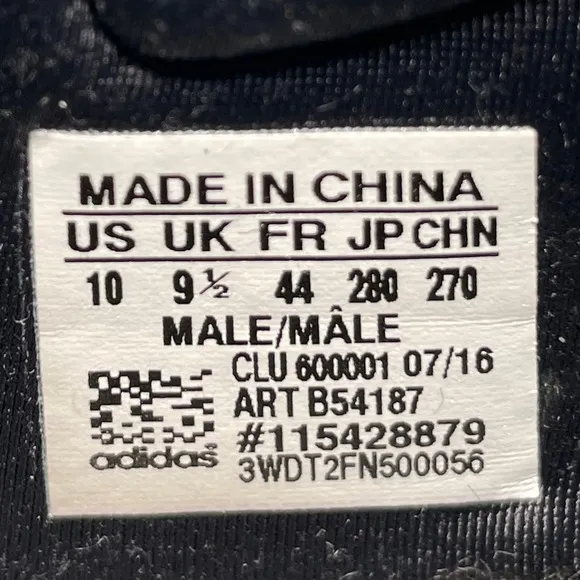 MADE IN CHINA
US UK FR JP CHN
10 9½ 44 280 270
MALE/MÂLE
CLU 600001 07/16
ART B54187
#115428879
adidas 3WDT2FN500056